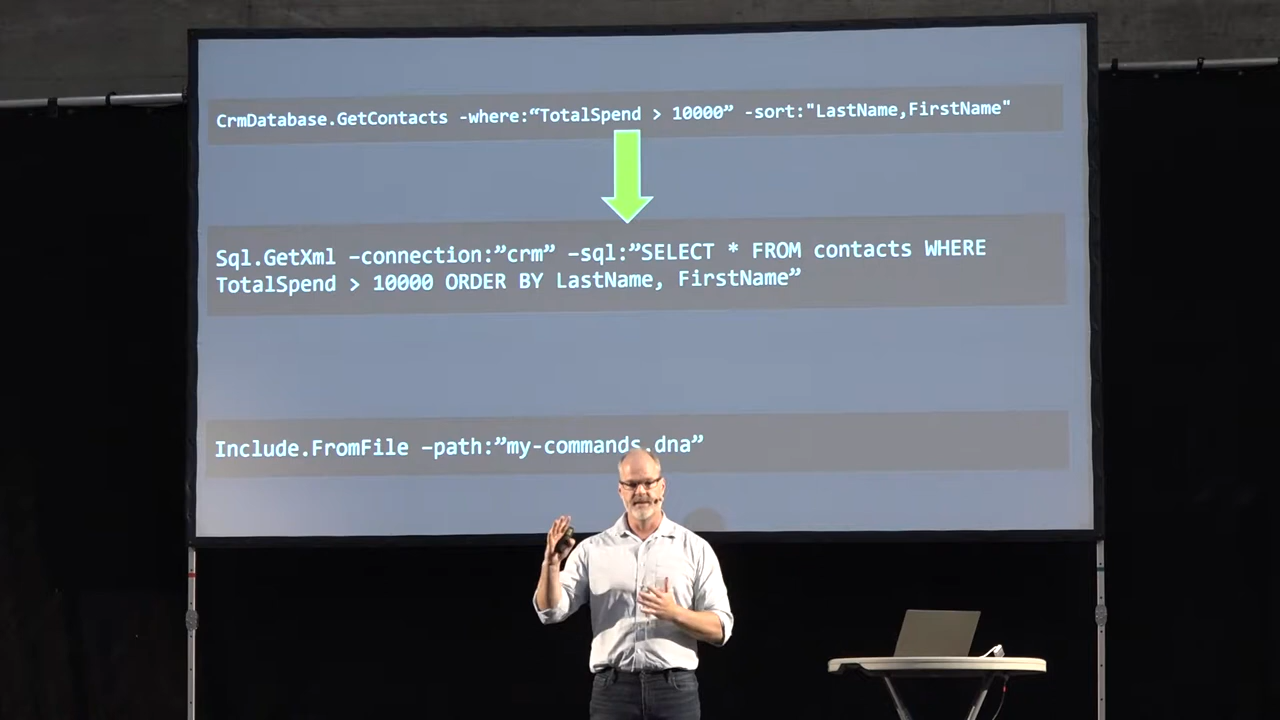 CrmDatabase.GetContacts -where:“TotalSpend > 10000” -sort:"LastName,FirstName"
Sql.GetXml –connection:”crm” –sql:”SELECT * FROM contacts WHERE
TotalSpend > 10000 ORDER BY LastName, FirstName”
Include.FromFile –path:”my-commands.dna”